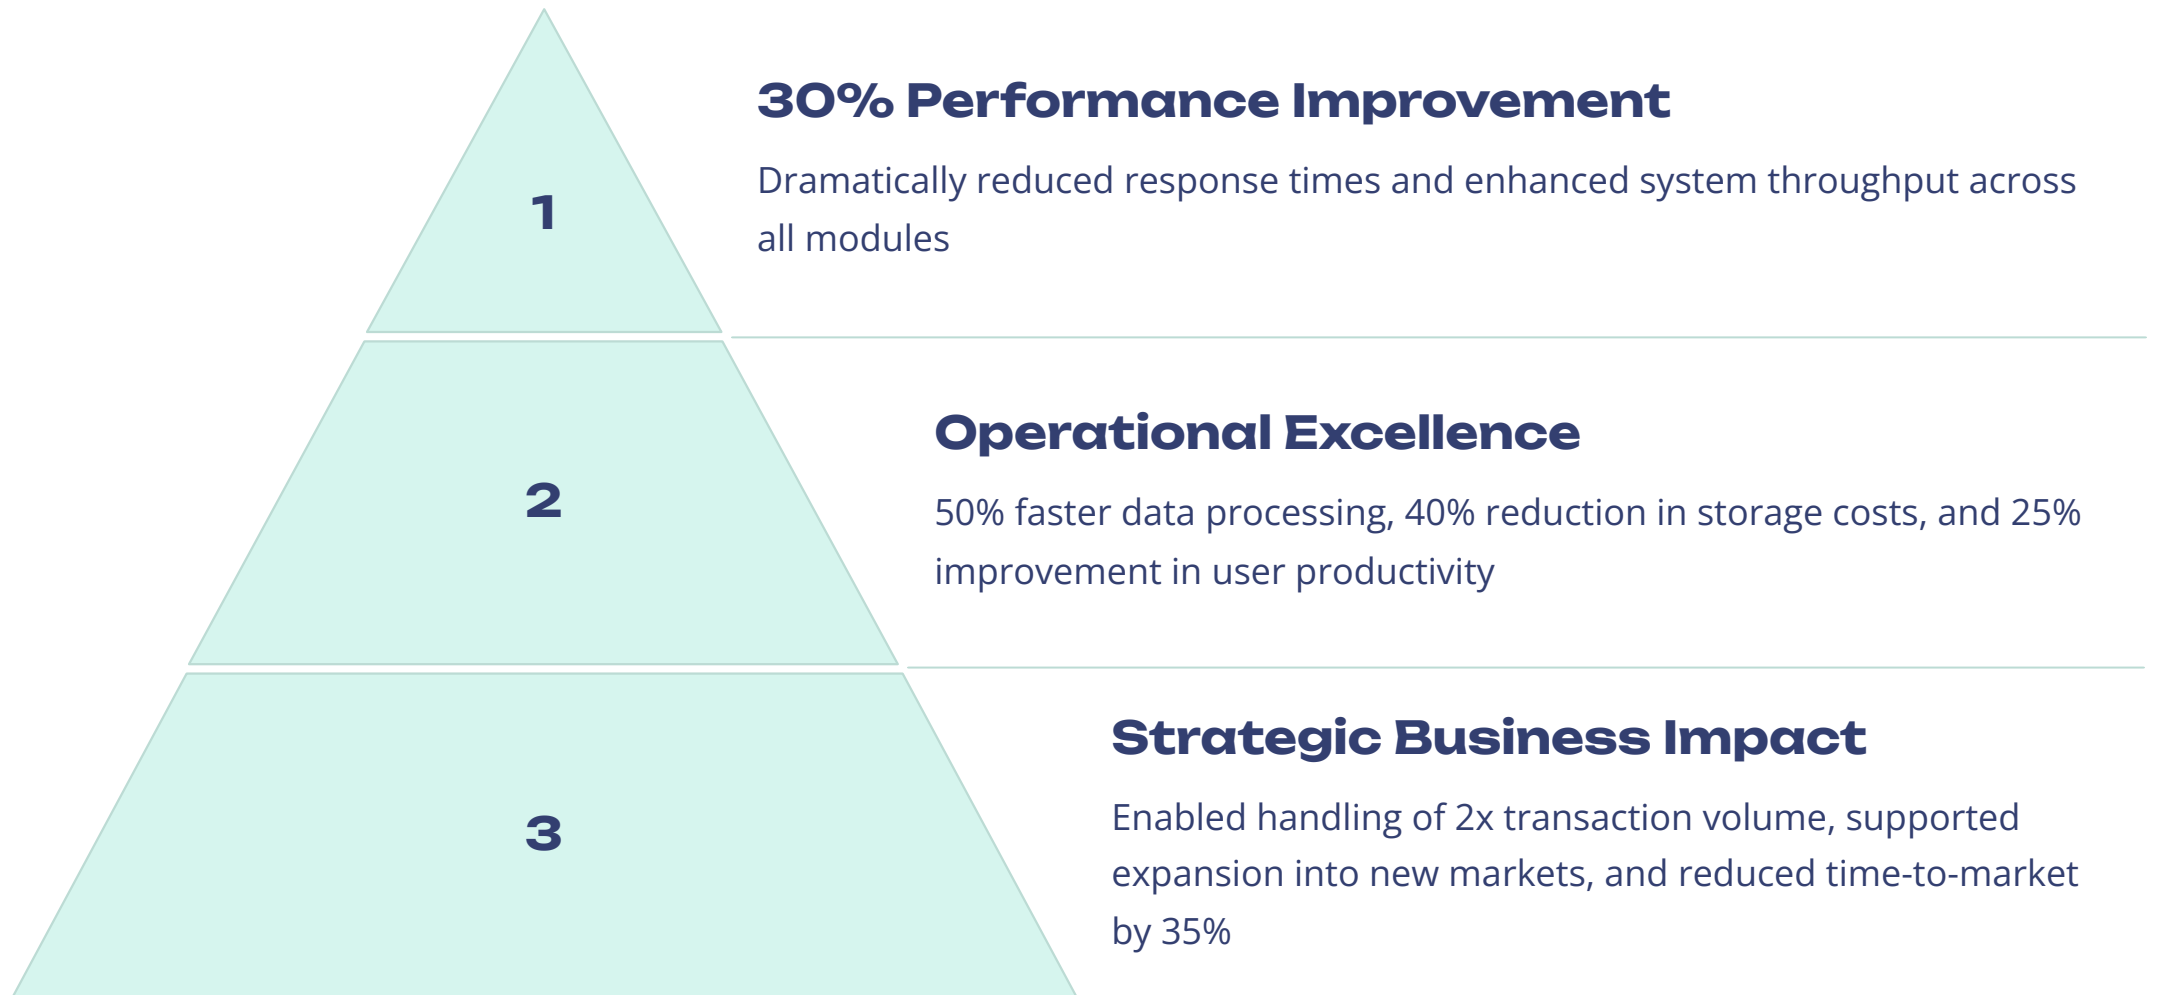 1
30% Performance Improvement
Dramatically reduced response times and enhanced system throughput across
all modules
2
Operational Excellence
50% faster data processing, 40% reduction in storage costs, and 25%
improvement in user productivity
3
Strategic Business Impact
Enabled handling of 2x transaction volume, supported
expansion into new markets, and reduced time-to-market
by 35%